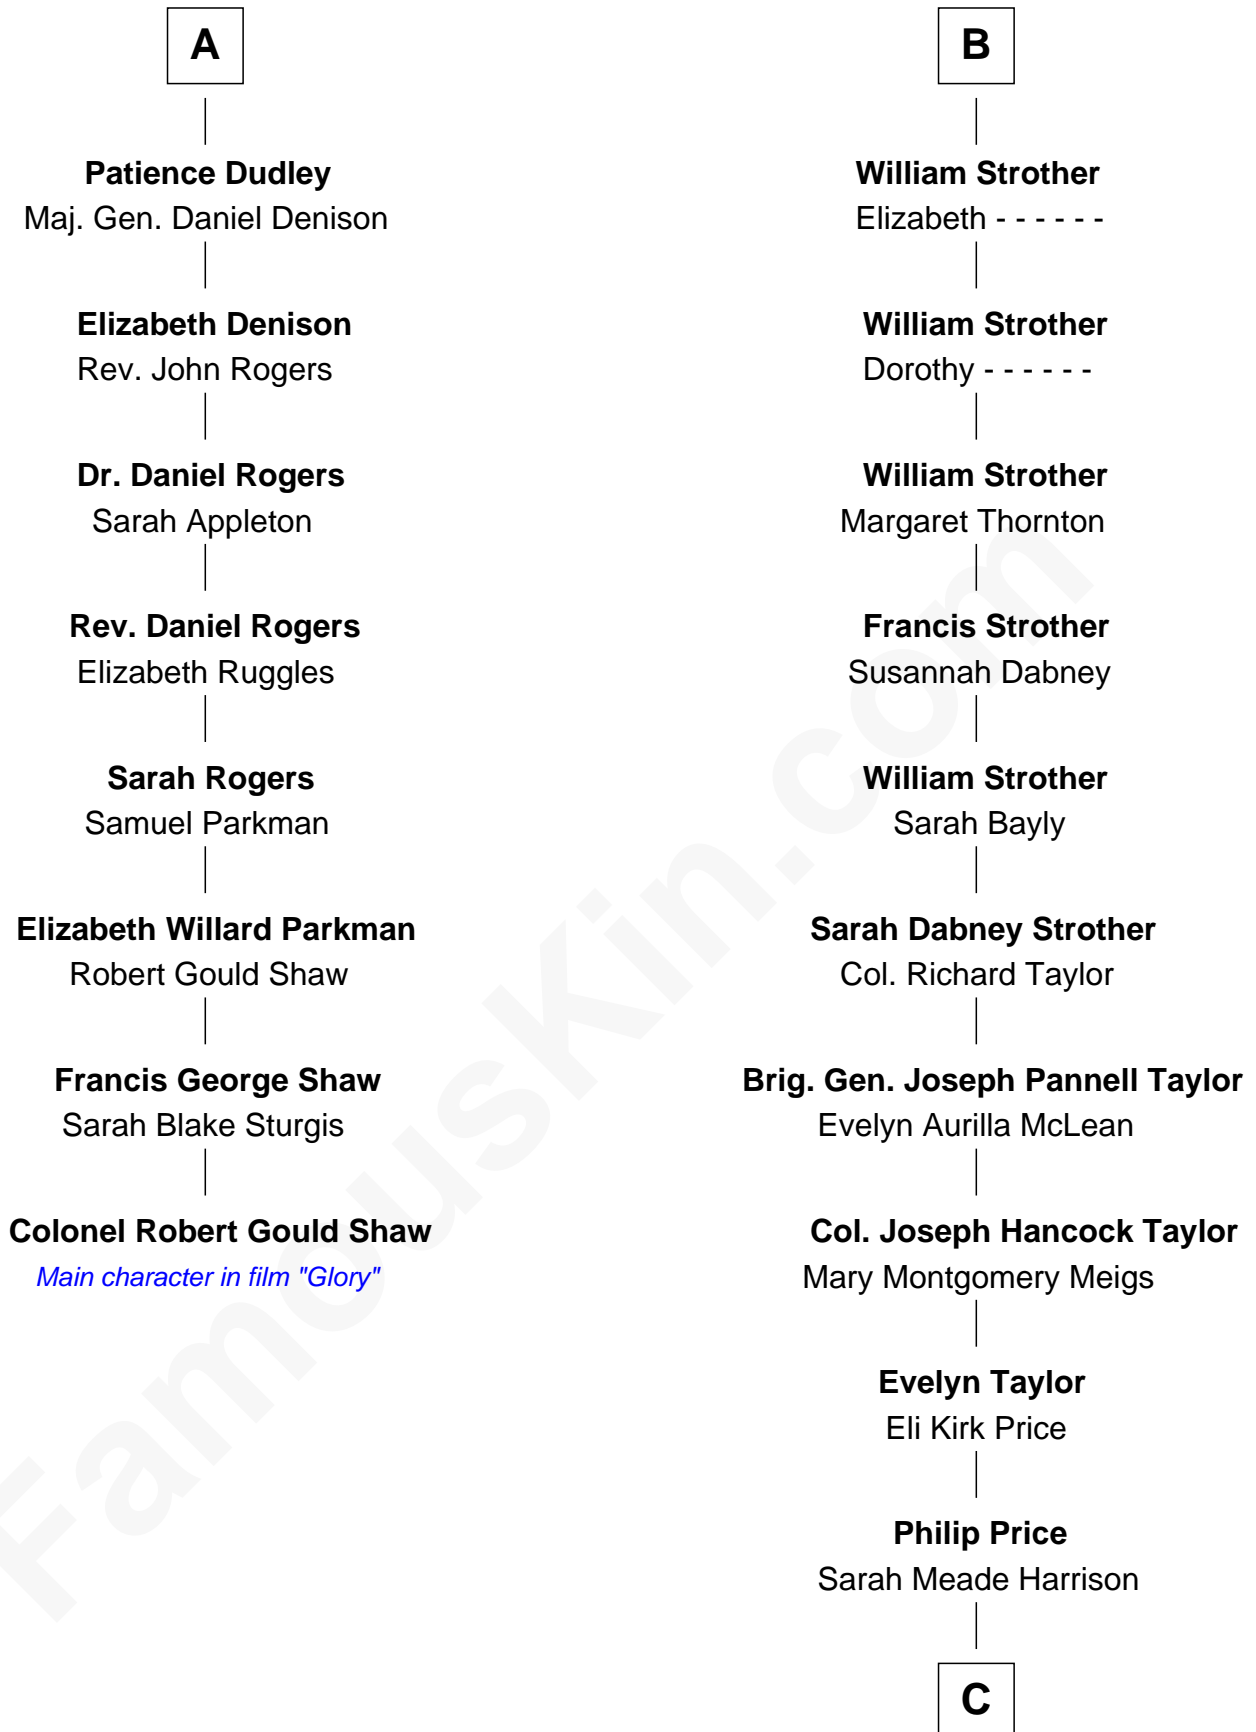 A
Patience Dudley
Maj. Gen. Daniel Denison
Elizabeth Denison
Rev. John Rogers
Dr. Daniel Rogers
Sarah Appleton
Rev. Daniel Rogers
Elizabeth Ruggles
Sarah Rogers
Samuel Parkman
Elizabeth Willard Parkman
Robert Gould Shaw
Francis George Shaw
Sarah Blake Sturgis
Colonel Robert Gould Shaw
Main character in film "Glory"
B
William Strother
Elizabeth - - - - - -
William Strother
Dorothy - - - - - -
William Strother
Margaret Thornton
Francis Strother
Susannah Dabney
William Strother
Sarah Bayly
Sarah Dabney Strother
Col. Richard Taylor
Brig. Gen. Joseph Pannell Taylor
Evelyn Aurilla McLean
Col. Joseph Hancock Taylor
Mary Montgomery Meigs
Evelyn Taylor
Eli Kirk Price
Philip Price
Sarah Meade Harrison
C
FamousKin.com